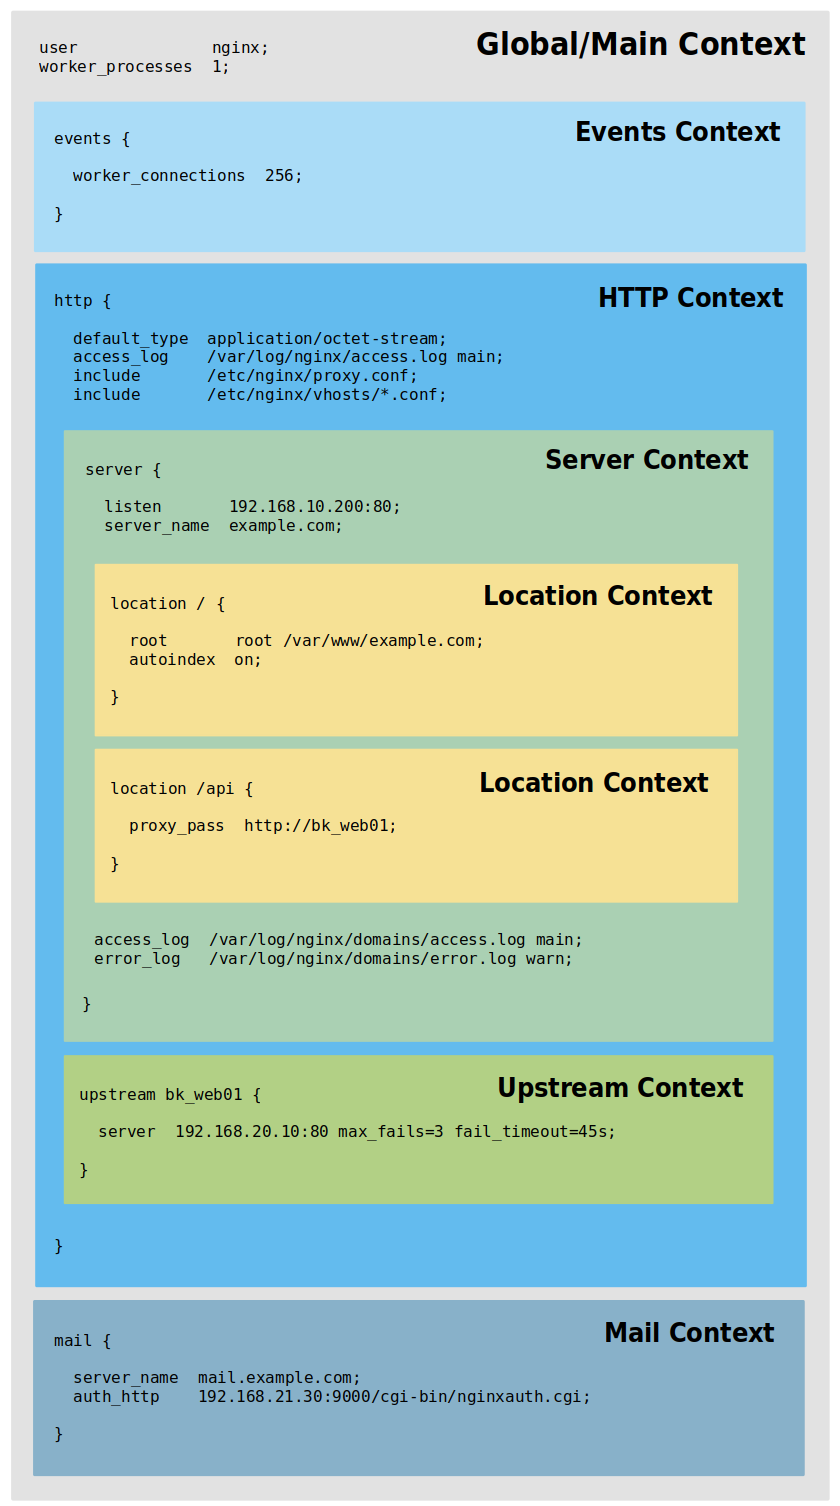 Global/Main Context
user              nginx;
worker_processes  1;
Events Context
events {
  worker_connections  256;
}
HTTP Context
http {
  default_type  application/octet-stream;
  access_log    /var/log/nginx/access.log main;
  include       /etc/nginx/proxy.conf;
  include       /etc/nginx/vhosts/*.conf;
Server Context
server {
  listen       192.168.10.200:80;
  server_name  example.com;
Location Context
location / {
  root       root /var/www/example.com;
  autoindex  on;
}
Location Context
location /api {
  proxy_pass  http://bk_web01;
}
access_log  /var/log/nginx/domains/access.log main;
error_log   /var/log/nginx/domains/error.log warn;
}
Upstream Context
upstream bk_web01 {
  server  192.168.20.10:80 max_fails=3 fail_timeout=45s;
}
}
Mail Context
mail {
  server_name  mail.example.com;
  auth_http    192.168.21.30:9000/cgi-bin/nginxauth.cgi;
}